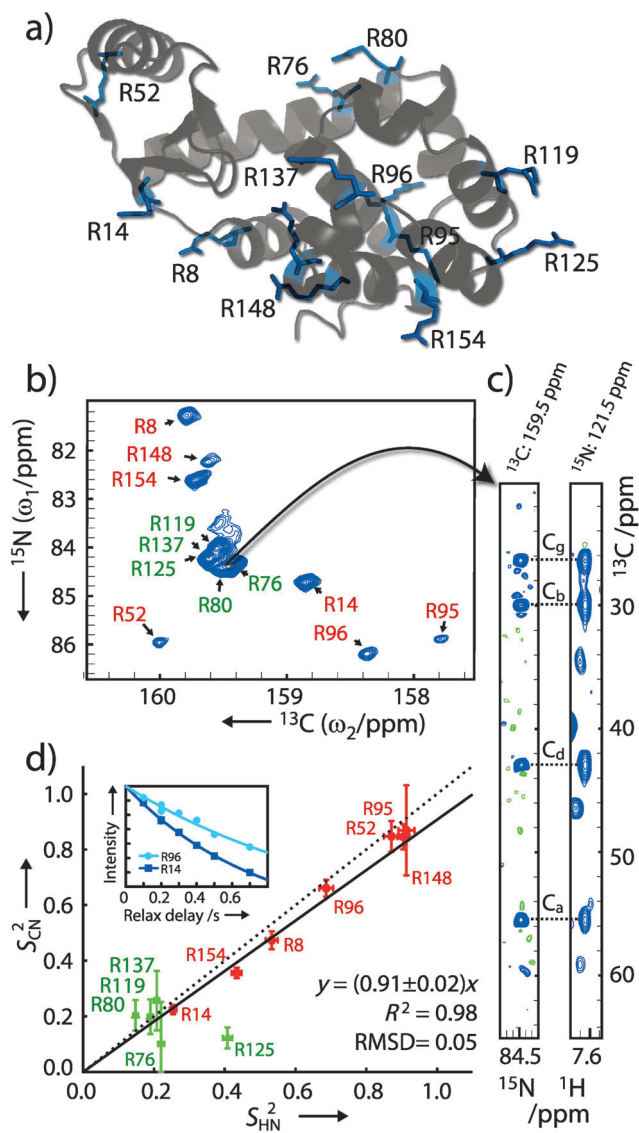 a)
R80
R76
R52
R119
R137
R96
R14
R95
R8
R125
R148
R154
b)
c)
¹³C: 159.5 ppm
¹⁵N: 121.5 ppm
R8
82
R148
R154
83
R119
R137
84
R125
R80
R76
85
R14
R52
R96
R95
86
¹⁵N (ω₁/ppm)
160
159
158
¹³C (ω₂/ppm)
¹³C /ppm
Cg
Cb
30
40
Cd
50
Ca
60
84.5
7.6
¹⁵N
¹H
/ppm
d)
1.0
0.8
0.6
0.4
0.2
0.0
S²CN
Intensity
R96
R14
0
0.2
0.4
0.6
Relax delay /s
R95
R52
R148
R96
R8
R154
R137
R119
R80
R14
R76
R125
y = (0.91±0.02)x
R² = 0.98
RMSD= 0.05
0.0
0.2
0.4
0.6
0.8
1.0
S²HN